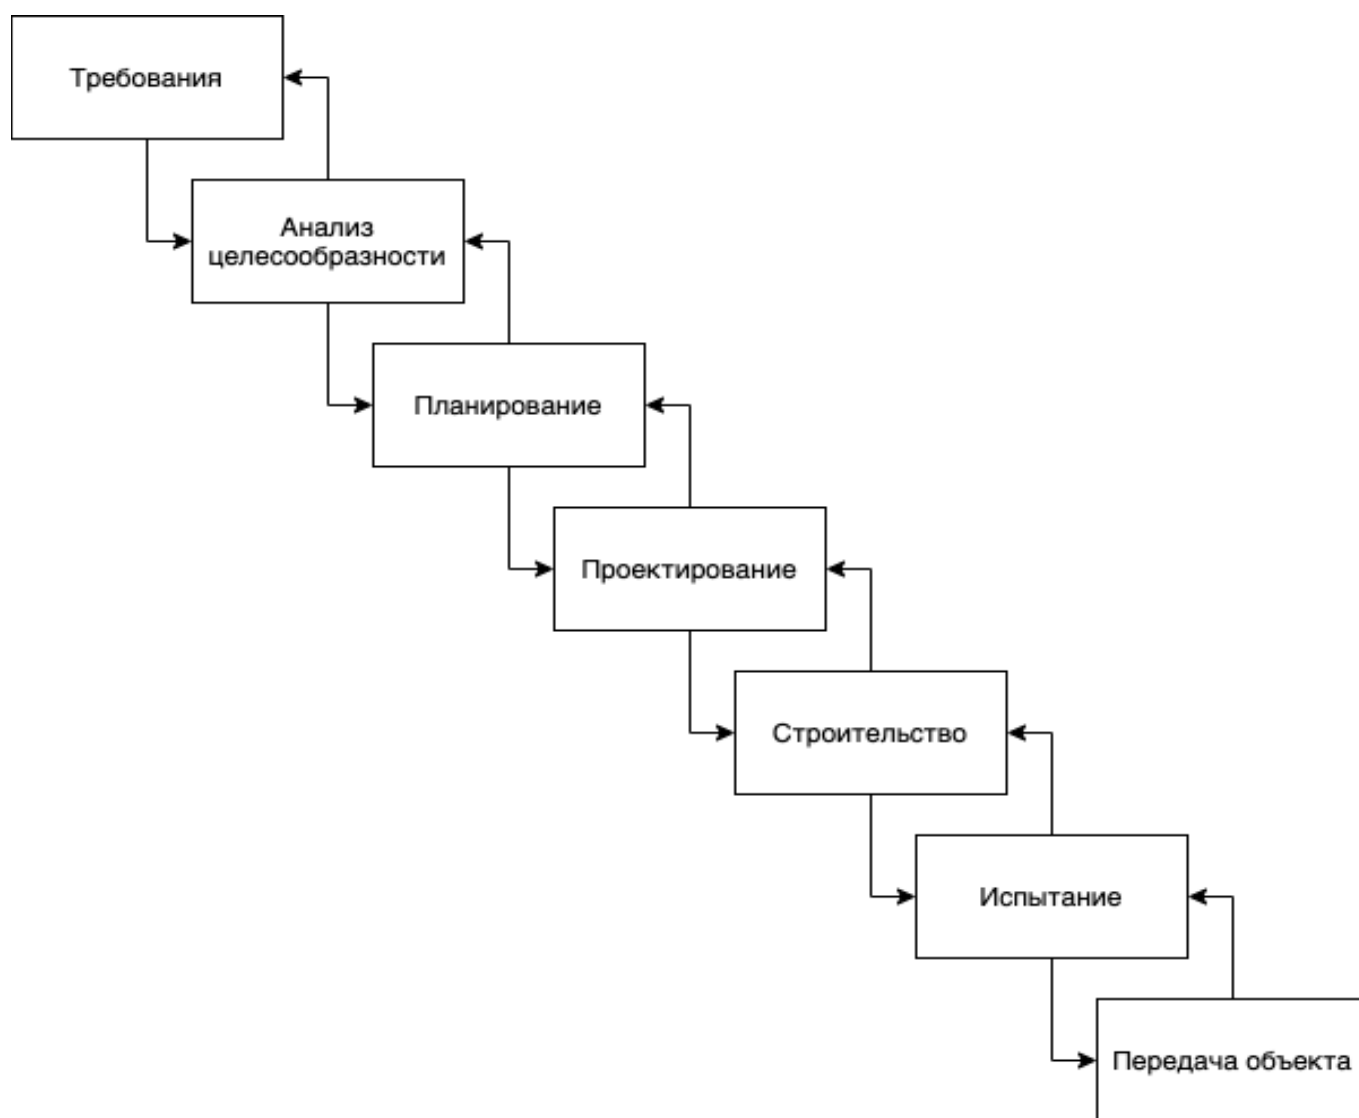 Требования
Анализ
целесообразности
Планирование
Проектирование
Строительство
Испытание
Передача объекта